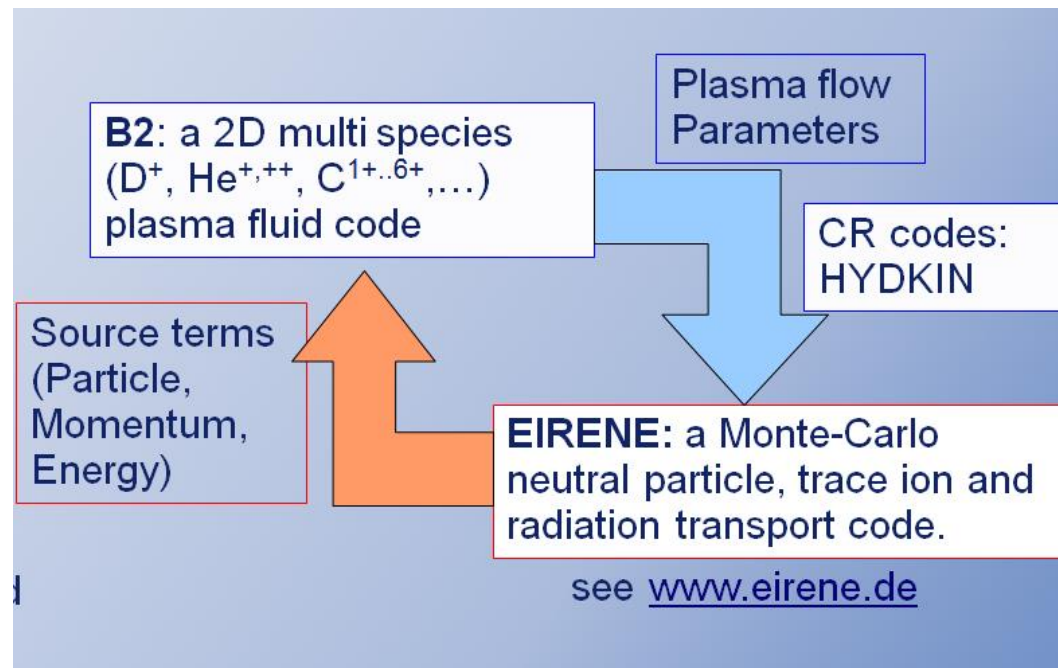 Plasma flow
Parameters
B2: a 2D multi species
(D⁺, He⁺,⁺⁺, C¹⁺··⁶⁺,…)
plasma fluid code
CR codes:
HYDKIN
Source terms
(Particle,
Momentum,
Energy)
EIRENE: a Monte-Carlo
neutral particle, trace ion and
radiation transport code.
see www.eirene.de